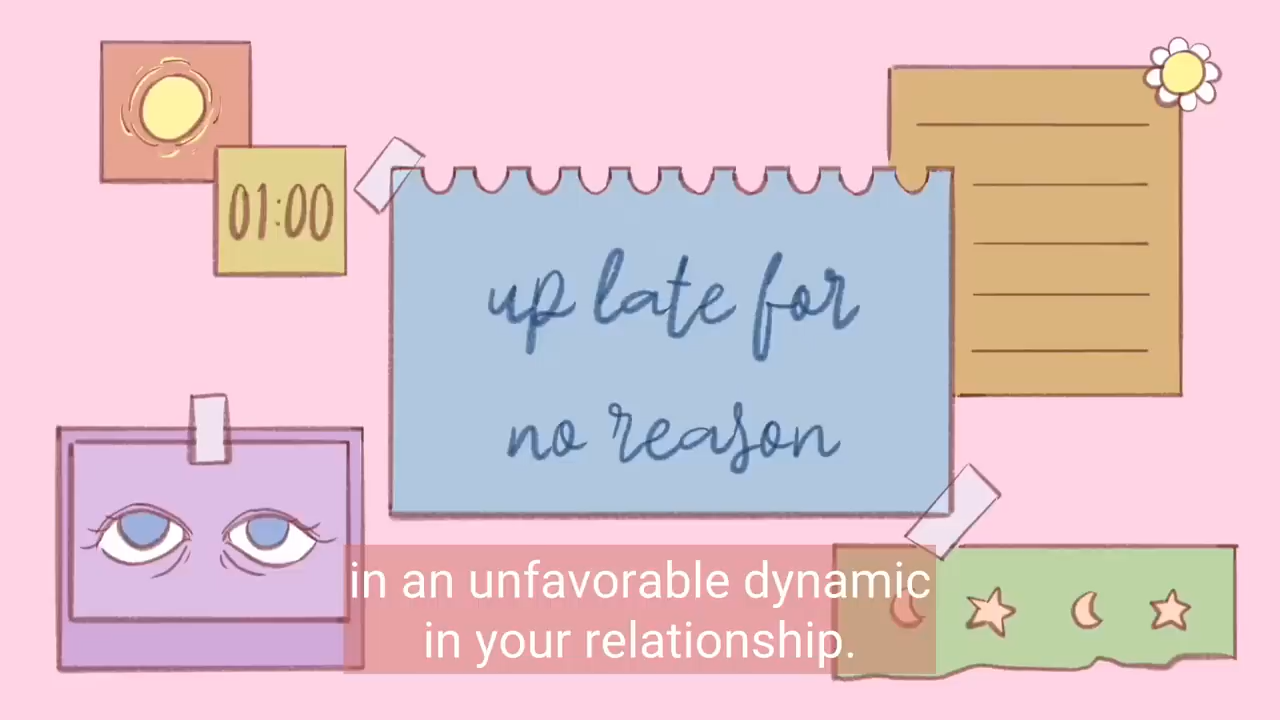 01:00
up late for
no reason
in an unfavorable dynamic
in your relationship.